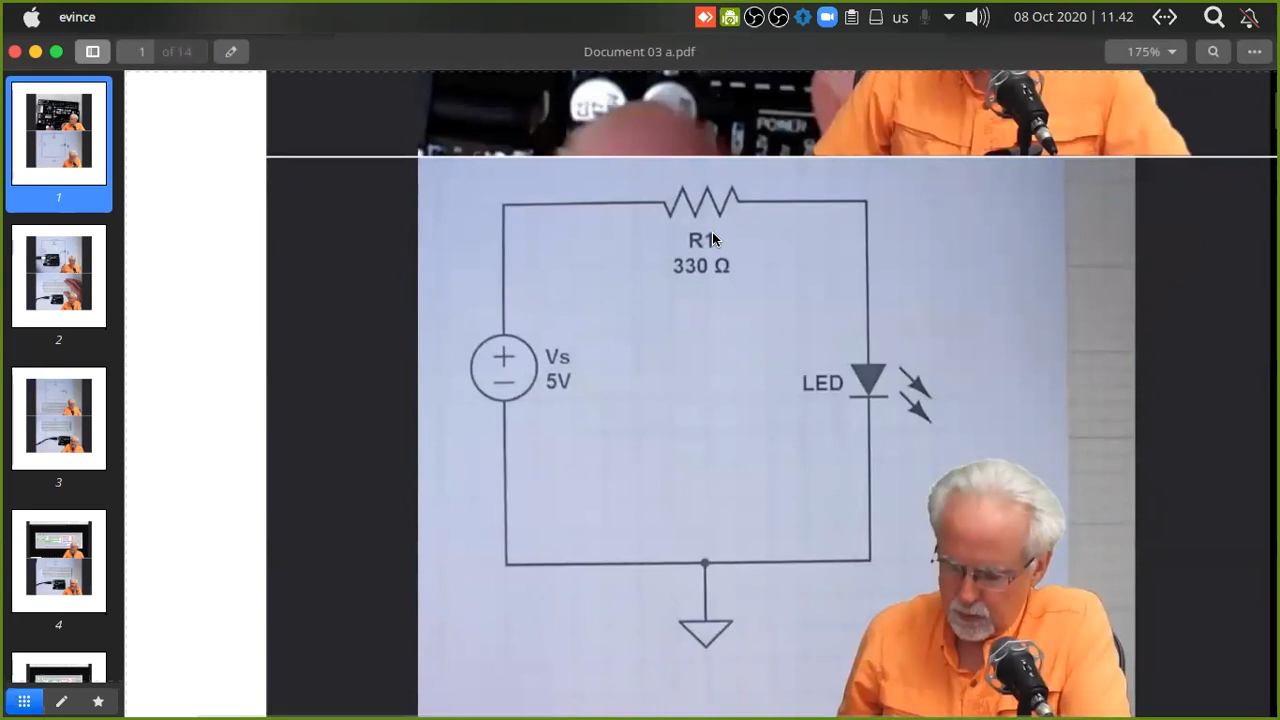 evince
us
08 Oct 2020 | 11.42
1 of 14
Document 03 a.pdf
175%
1
2
3
4
POWER
R1
330 Ω
+
−
Vs
5V
LED